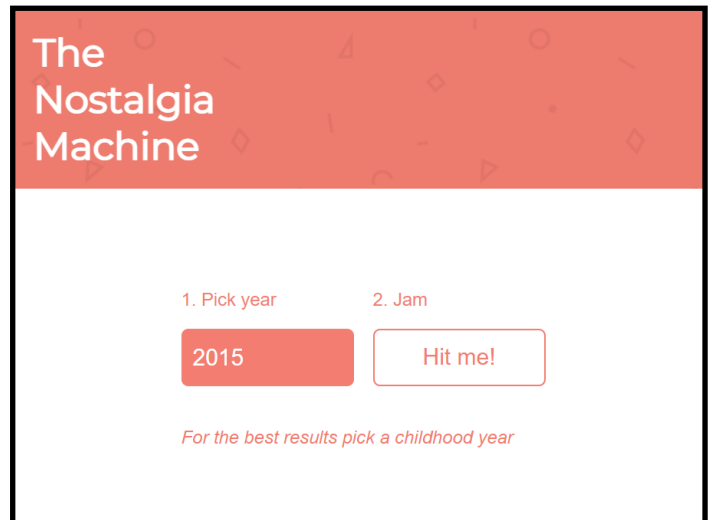 The
Nostalgia
Machine
1. Pick year
2. Jam
2015
Hit me!
For the best results pick a childhood year